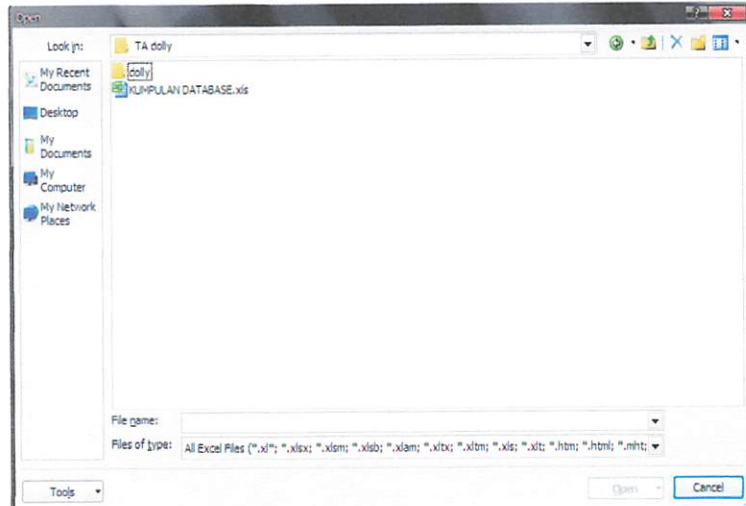 Open
Look in:
TA dolly
My Recent
Documents
Desktop
My
Documents
My
Computer
My Network
Places
dolly
KUMPULAN DATABASE.xls
File name:
Files of type:
All Excel Files (*.xl*; *.xlsx; *.xlsm; *.xlsb; *.xlam; *.xltx; *.xltm; *.xls; *.xlt; *.htm; *.html; *.mht;
Tools
Open
Cancel